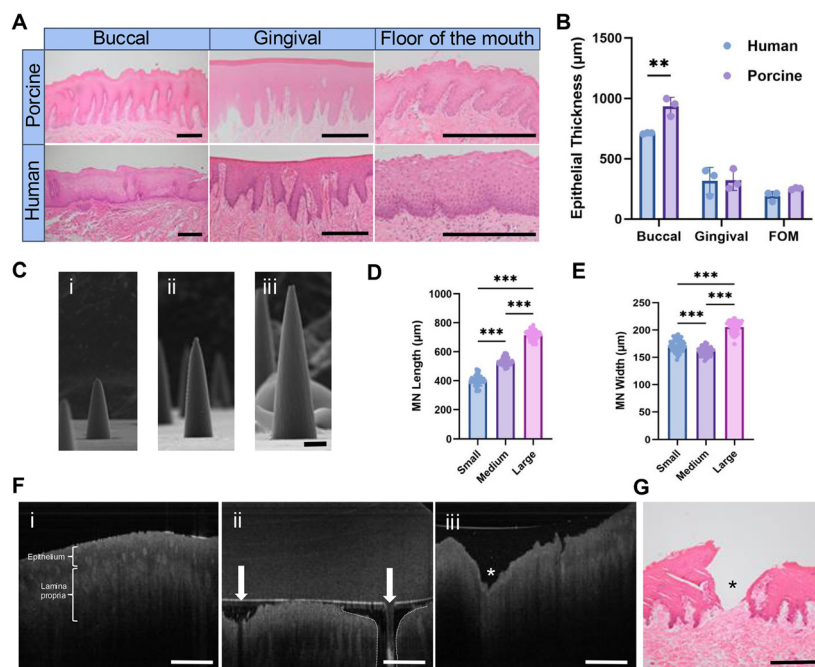 A
Buccal
Gingival
Floor of the mouth
Porcine
Human
B
Epithelial Thickness (µm)
1500
1000
500
0
**
Human
Porcine
Buccal
Gingival
FOM
C
i
ii
iii
D
MN Length (µm)
1000
800
600
400
200
0
***
***
***
Small
Medium
Large
E
MN Width (µm)
250
200
150
100
50
0
***
***
***
Small
Medium
Large
F
i
Epithelium
Lamina
propria
ii
iii
*
G
*